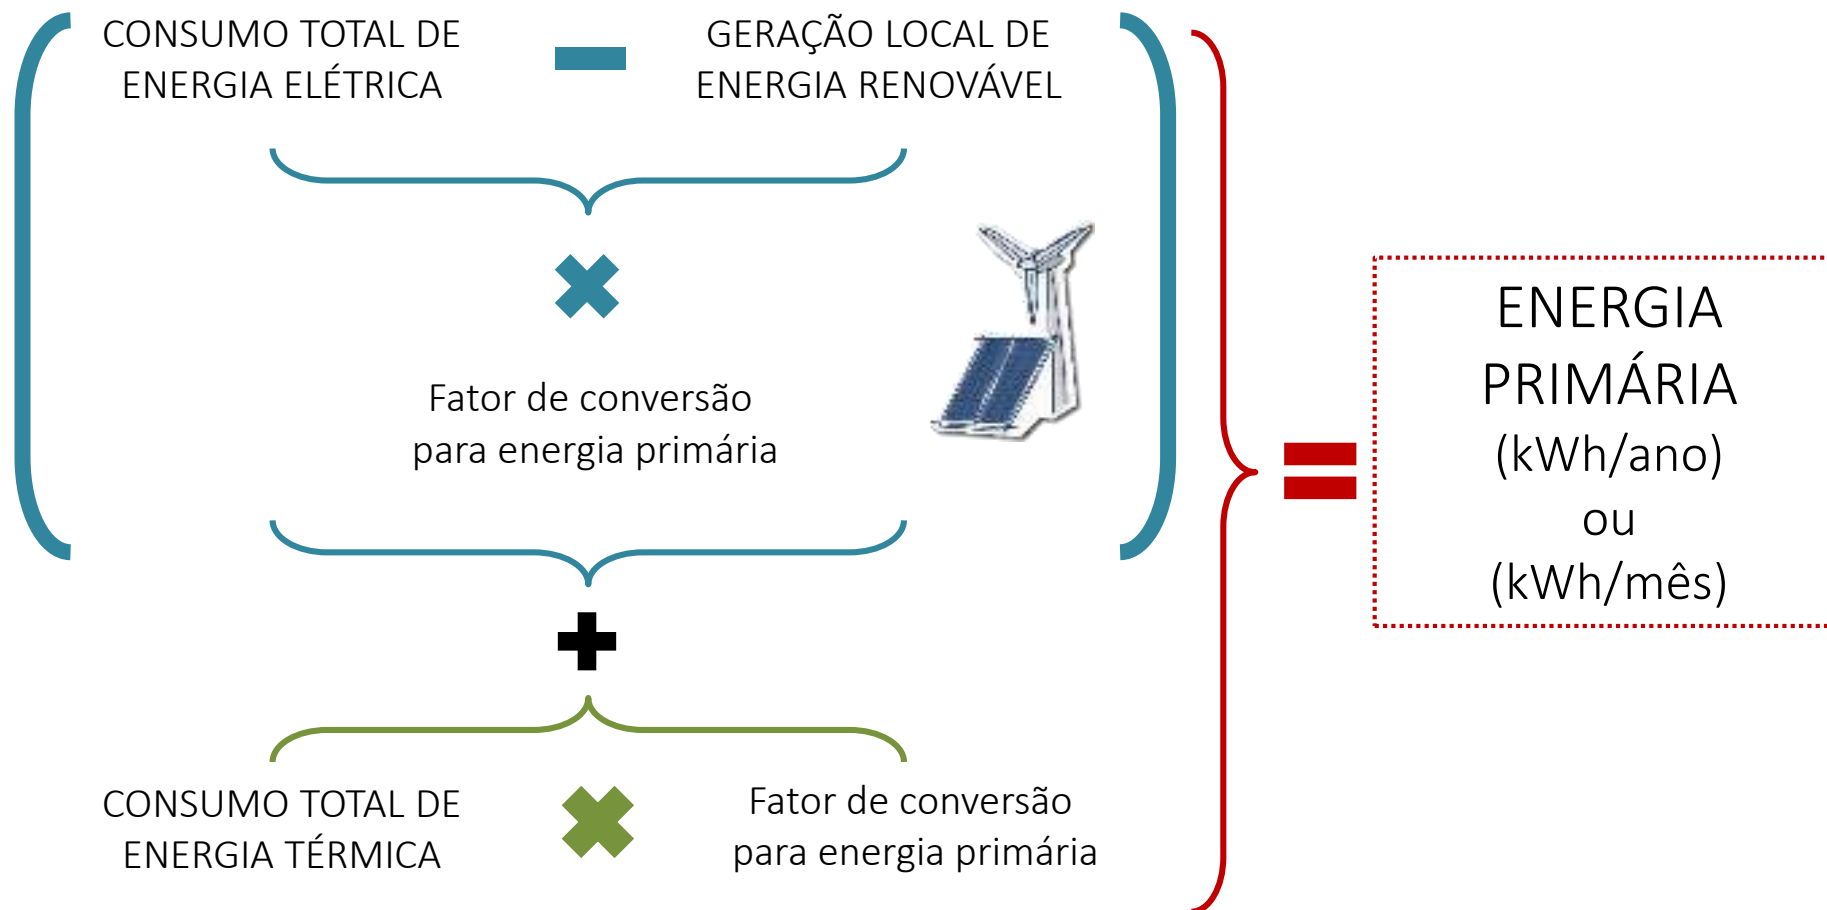 CONSUMO TOTAL DE
ENERGIA ELÉTRICA
GERAÇÃO LOCAL DE
ENERGIA RENOVÁVEL
Fator de conversão
para energia primária
CONSUMO TOTAL DE
ENERGIA TÉRMICA
Fator de conversão
para energia primária
ENERGIA
PRIMÁRIA
(kWh/ano)
ou
(kWh/mês)